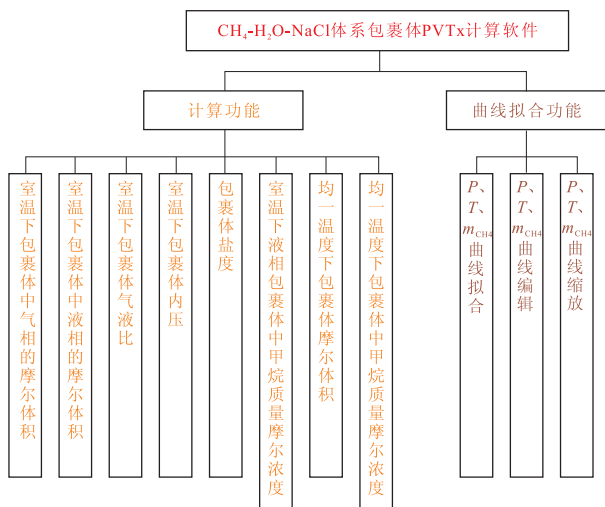 CH₄-H₂O-NaCl体系包裹体PVTx计算软件
计算功能
曲线拟合功能
室温下包裹体中气相的摩尔体积
室温下包裹体中液相的摩尔体积
室温下包裹体气液比
室温下包裹体内压
包裹体盐度
室温下液相包裹体中甲烷质量摩尔浓度
均一温度下包裹体摩尔体积
均一温度下包裹体中甲烷质量摩尔浓度
P、T、m_CH4曲线拟合
P、T、m_CH4曲线编辑
P、T、m_CH4曲线缩放